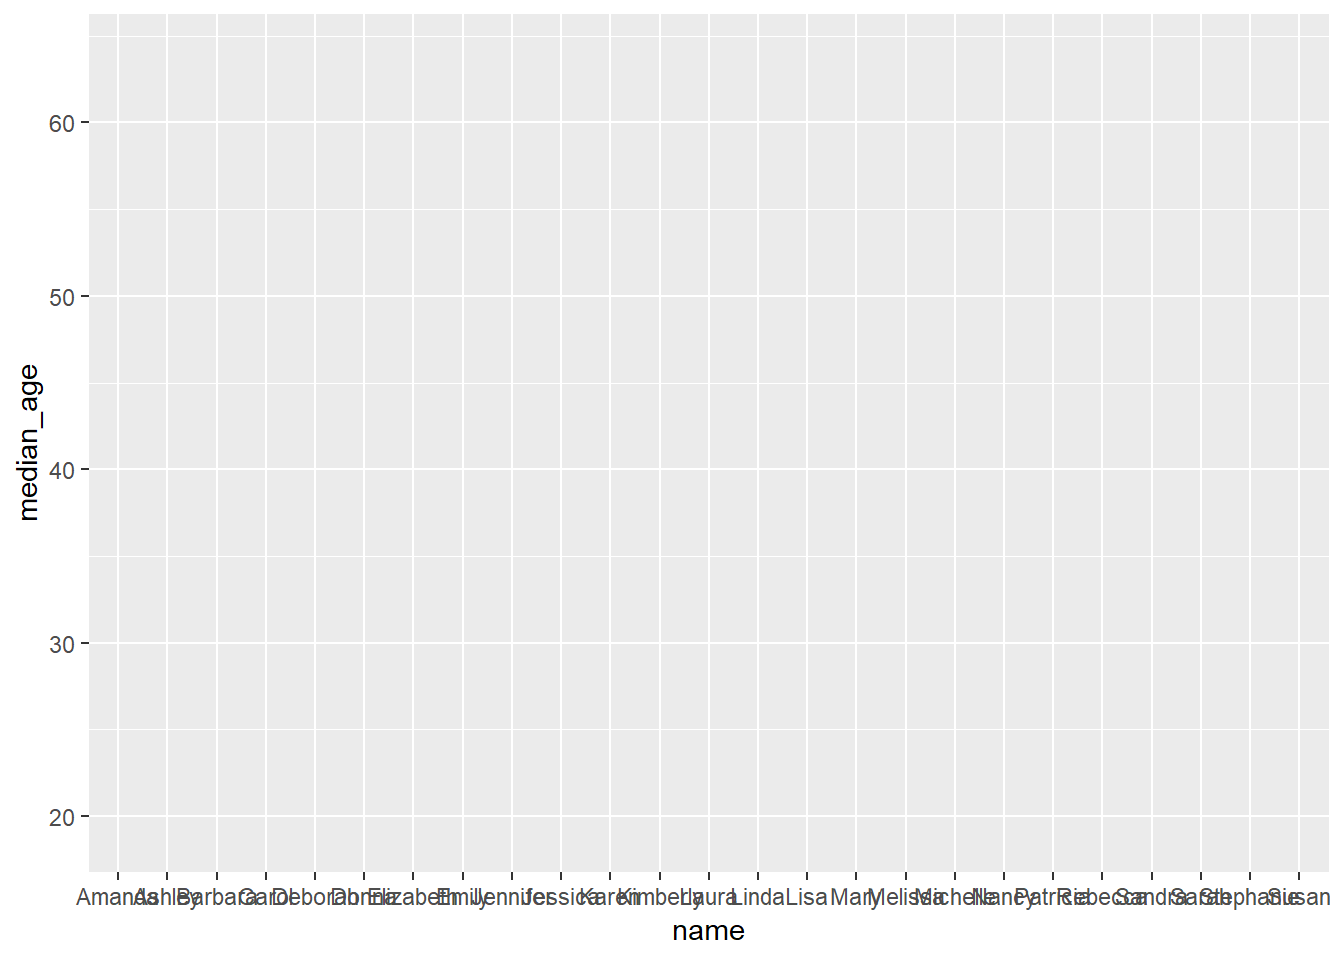 60
50
40
30
20
median_age
Amanda Ashley Barbara Carol Deborah Donna Elizabeth Emily Jennifer Jessica Karen Kimberly Laura Linda Lisa Mary Melissa Michelle Nancy Patricia Rebecca Sandra Sarah Stephanie Susan
name